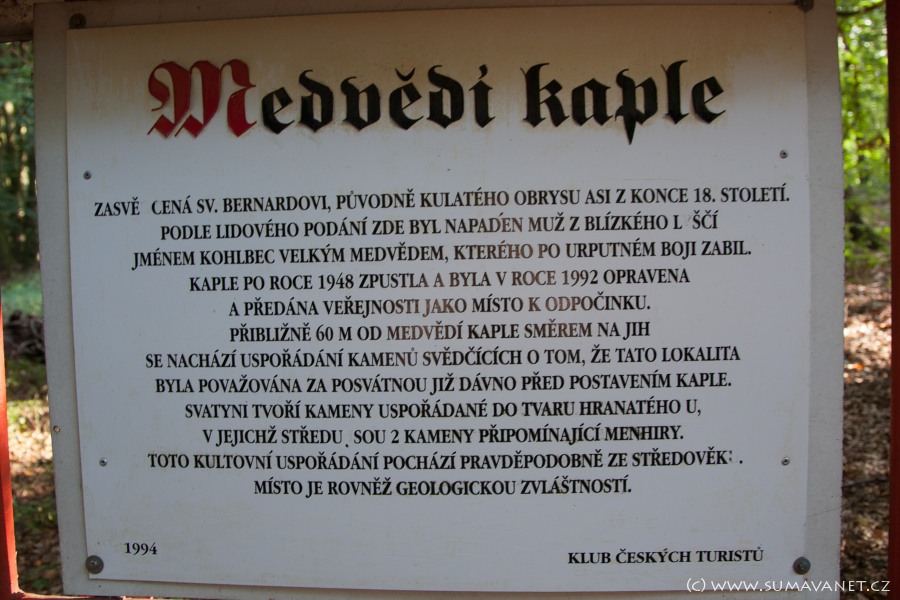 Medvědí kaple
ZASVĚ CENÁ SV. BERNARDOVI, PŮVODNĚ KULATÉHO OBRYSU ASI Z KONCE 18. STOLETÍ.
PODLE LIDOVÉHO PODÁNÍ ZDE BYL NAPADEN MUŽ Z BLÍZKÉHO L ŠČÍ
JMÉNEM KOHLBEC VELKÝM MEDVĚDEM, KTERÉHO PO URPUTNÉM BOJI ZABIL.
KAPLE PO ROCE 1948 ZPUSTLA A BYLA V ROCE 1992 OPRAVENA
A PŘEDÁNA VEŘEJNOSTI JAKO MÍSTO K ODPOČINKU.
PŘIBLIŽNĚ 60 M OD MEDVĚDÍ KAPLE SMĚREM NA JIH
SE NACHÁZÍ USPOŘÁDÁNÍ KAMENŮ SVĚDČÍCÍCH O TOM, ŽE TATO LOKALITA
BYLA POVAŽOVÁNA ZA POSVÁTNOU JIŽ DÁVNO PŘED POSTAVENÍM KAPLE.
SVATYNI TVOŘÍ KAMENY USPOŘÁDANÉ DO TVARU HRANATÉHO U,
V JEJICHŽ STŘEDU SOU 2 KAMENY PŘIPOMÍNAJÍCÍ MENHIRY.
TOTO KULTOVNÍ USPOŘÁDÁNÍ POCHÁZÍ PRAVDĚPODOBNĚ ZE STŘEDOVĚK .
MÍSTO JE ROVNĚŽ GEOLOGICKOU ZVLÁŠTNOSTÍ.
1994
KLUB ČESKÝCH TURISTŮ
(C) WWW.SUMAVANET.CZ